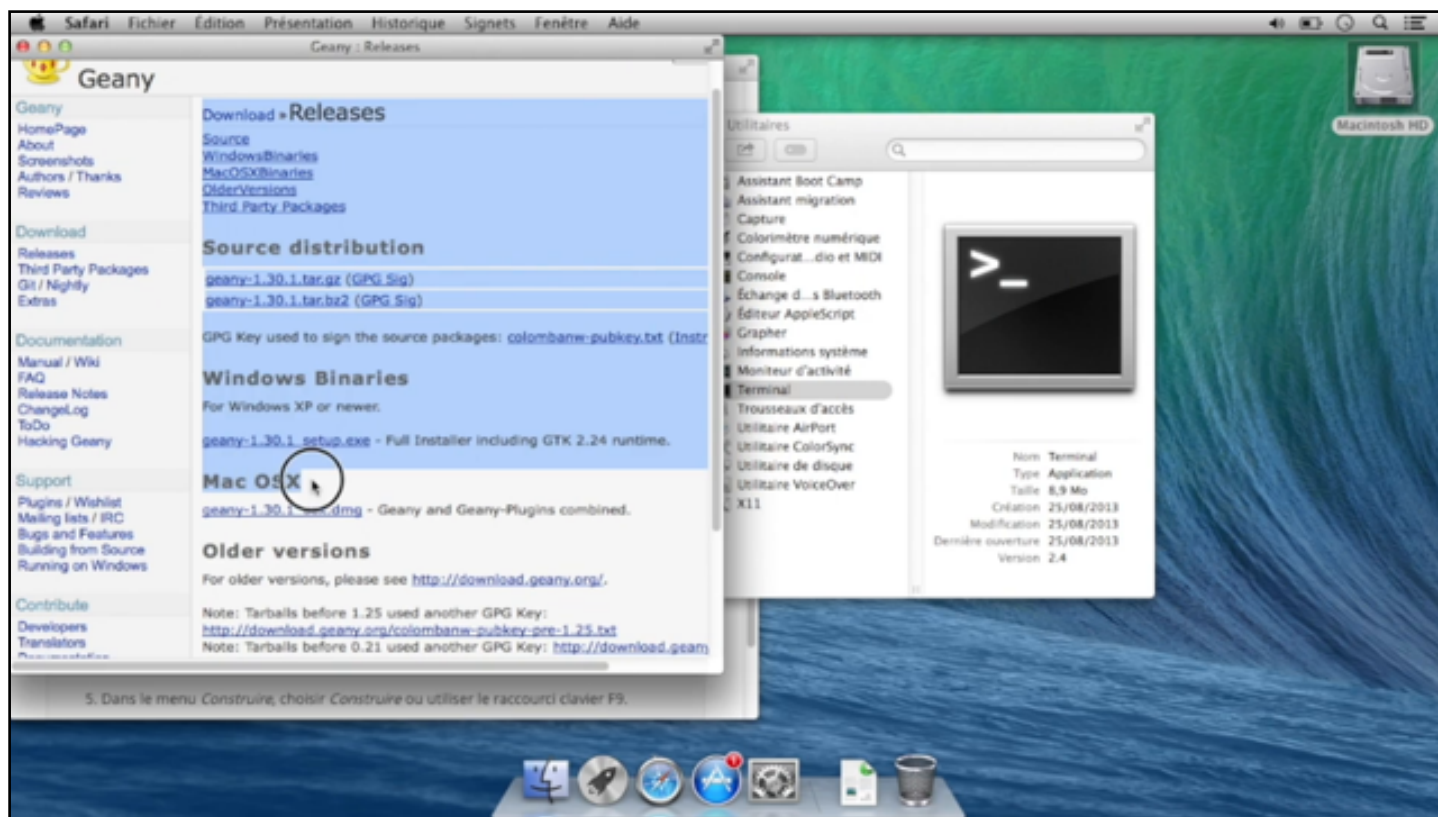 Safari Fichier Édition Présentation Historique Signets Fenêtre Aide
Geany : Releases
Geany
Geany
HomePage
About
Screenshots
Authors / Thanks
Reviews
Download
Releases
Third Party Packages
Git / Nightly
Extras
Documentation
Manual / Wiki
FAQ
Release Notes
ChangeLog
ToDo
Hacking Geany
Support
Plugins / Wishlist
Mailing lists / IRC
Bugs and Features
Building from Source
Running on Windows
Contribute
Developers
Translators
Download » Releases
Source
WindowsBinaries
MacOSXBinaries
OlderVersions
Third Party Packages
Source distribution
geany-1.30.1.tar.gz (GPG Sig)
geany-1.30.1.tar.bz2 (GPG Sig)
GPG Key used to sign the source packages: colombanw-pubkey.txt (Instr
Windows Binaries
For Windows XP or newer.
geany-1.30.1_setup.exe - Full Installer including GTK 2.24 runtime.
Mac OSX
- Geany and Geany-Plugins combined.
Older versions
For older versions, please see http://download.geany.org/.
Note: Tarballs before 1.25 used another GPG Key:
http://download.geany.org/colombanw-pubkey-pre-1.25.txt
Note: Tarballs before 0.21 used another GPG Key: http://download.geany
5. Dans le menu Construire, choisir Construire ou utiliser le raccourci clavier F9.
Utilitaires
Assistant Boot Camp
Assistant migration
Capture
Colorimètre numérique
Configurat...dio et MIDI
Console
Échange d...s Bluetooth
Éditeur AppleScript
Grapher
Informations système
Moniteur d'activité
Terminal
Trousseaux d'accès
Utilitaire AirPort
Utilitaire ColorSync
Utilitaire de disque
Utilitaire VoiceOver
X11
>_
Nom Terminal
Type Application
Taille 8,9 Mo
Création 25/08/2013
Modification 25/08/2013
Dernière ouverture 25/08/2013
Version 2.4
Macintosh HD
1